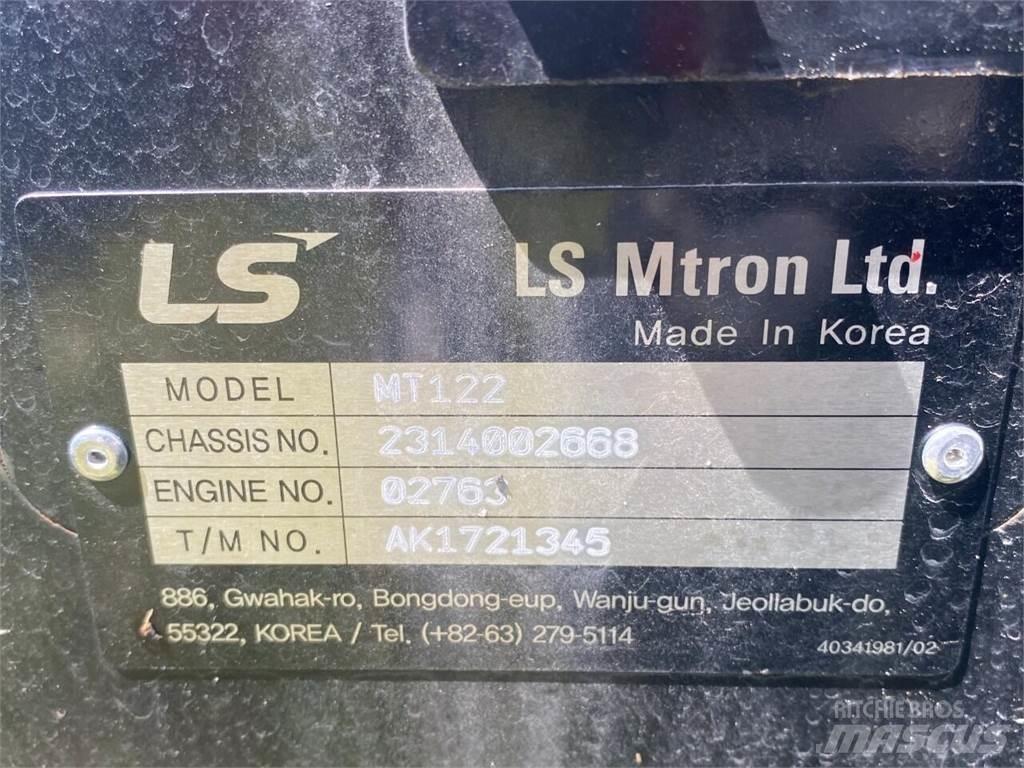 LS LS Mtron Ltd.
Made In Korea
MODEL MT122
CHASSIS NO. 2314002668
ENGINE NO. 02763
T/M NO. AK1721345
886, Gwahak-ro, Bongdong-eup, Wanju-gun, Jeollabuk-do,
55322, KOREA / Tel. (+82-63) 279-5114
40341981/02
RITCHIE BROS
MASCUS